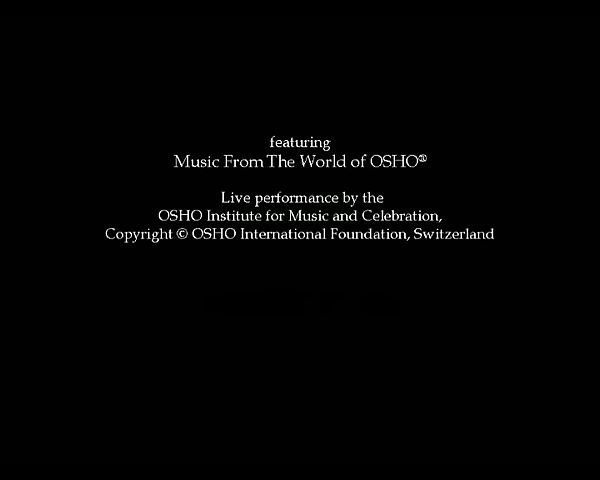 featuring
Music From The World of OSHO®
Live performance by the
OSHO Institute for Music and Celebration,
Copyright © OSHO International Foundation, Switzerland